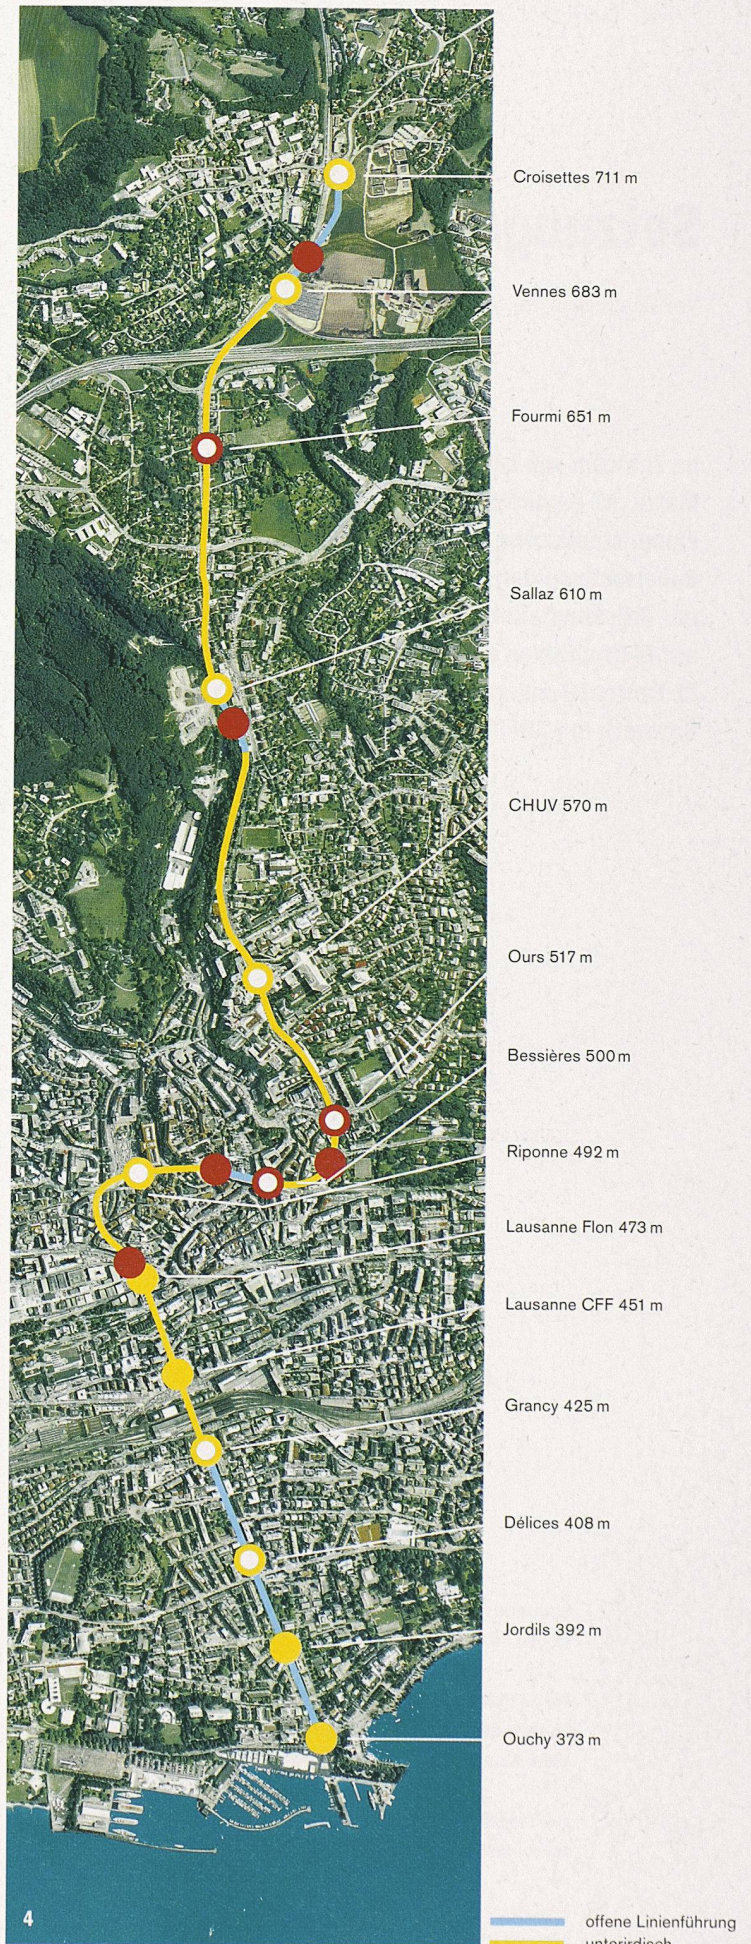 Croisettes 711 m
Vennes 683 m
Fourmi 651 m
Sallaz 610 m
CHUV 570 m
Ours 517 m
Bessières 500 m
Riponne 492 m
Lausanne Flon 473 m
Lausanne CFF 451 m
Grancy 425 m
Délices 408 m
Jordils 392 m
Ouchy 373 m
4
offene Linienführung
unterirdisch